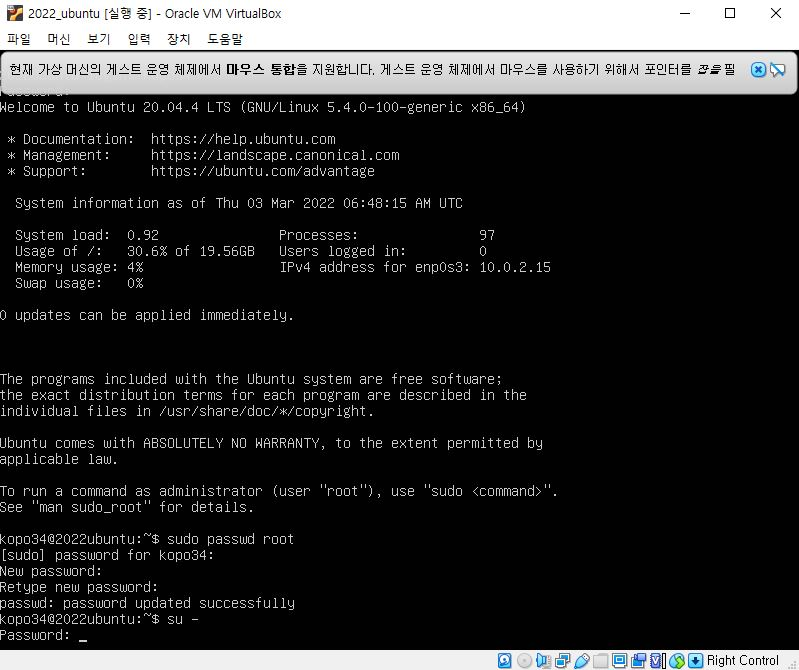 2022_ubuntu [실행 중] - Oracle VM VirtualBox
파일 머신 보기 입력 장치 도움말
현재 가상 머신의 게스트 운영 체제에서 마우스 통합을 지원합니다. 게스트 운영 체제에서 마우스를 사용하기 위해서 포인터를 잡을 필
Welcome to Ubuntu 20.04.4 LTS (GNU/Linux 5.4.0-100-generic x86_64)
* Documentation:  https://help.ubuntu.com
* Management:     https://landscape.canonical.com
* Support:        https://ubuntu.com/advantage
System information as of Thu 03 Mar 2022 06:48:15 AM UTC
System load:  0.92               Processes:               97
Usage of /:   30.6% of 19.56GB   Users logged in:         0
Memory usage: 4%                 IPv4 address for enp0s3: 10.0.2.15
Swap usage:   0%
0 updates can be applied immediately.
The programs included with the Ubuntu system are free software;
the exact distribution terms for each program are described in the
individual files in /usr/share/doc/*/copyright.
Ubuntu comes with ABSOLUTELY NO WARRANTY, to the extent permitted by
applicable law.
To run a command as administrator (user "root"), use "sudo <command>".
See "man sudo_root" for details.
kopo34@2022ubuntu:~$ sudo passwd root
[sudo] password for kopo34:
New password:
Retype new password:
passwd: password updated successfully
kopo34@2022ubuntu:~$ su -
Password: _
Right Control